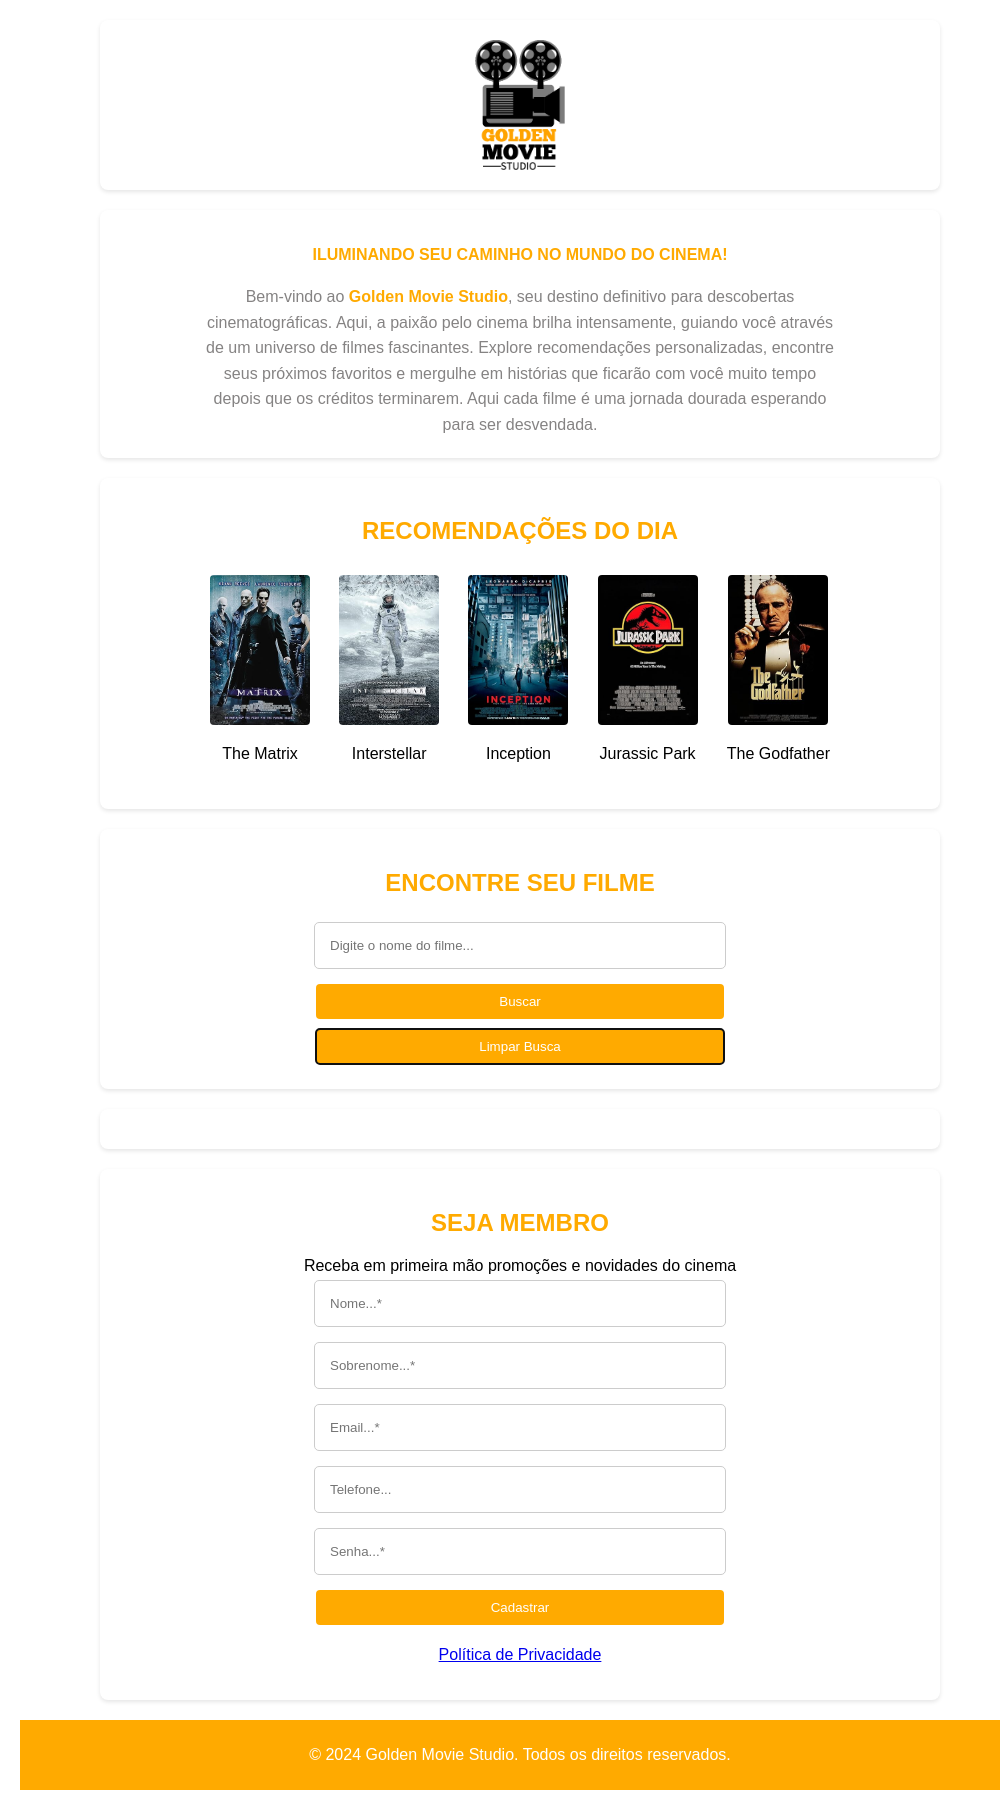 GOLDEN
MOVIE
STUDIO
ILUMINANDO SEU CAMINHO NO MUNDO DO CINEMA!
Bem-vindo ao Golden Movie Studio, seu destino definitivo para descobertas
cinematográficas. Aqui, a paixão pelo cinema brilha intensamente, guiando você através
de um universo de filmes fascinantes. Explore recomendações personalizadas, encontre
seus próximos favoritos e mergulhe em histórias que ficarão com você muito tempo
depois que os créditos terminarem. Aqui cada filme é uma jornada dourada esperando
para ser desvendada.
RECOMENDAÇÕES DO DIA
MATRIX
INTERSTELLAR
LEONARDO DICAPRIO
INCEPTION
JURASSIC PARK
The Godfather
The Matrix
Interstellar
Inception
Jurassic Park
The Godfather
ENCONTRE SEU FILME
Digite o nome do filme...
Buscar
Limpar Busca
SEJA MEMBRO
Receba em primeira mão promoções e novidades do cinema
Nome...*
Sobrenome...*
Email...*
Telefone...
Senha...*
Cadastrar
Política de Privacidade
© 2024 Golden Movie Studio. Todos os direitos reservados.